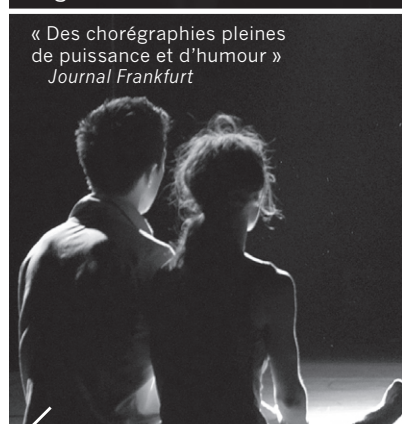 « Des chorégraphies pleines
de puissance et d’humour »
Journal Frankfurt